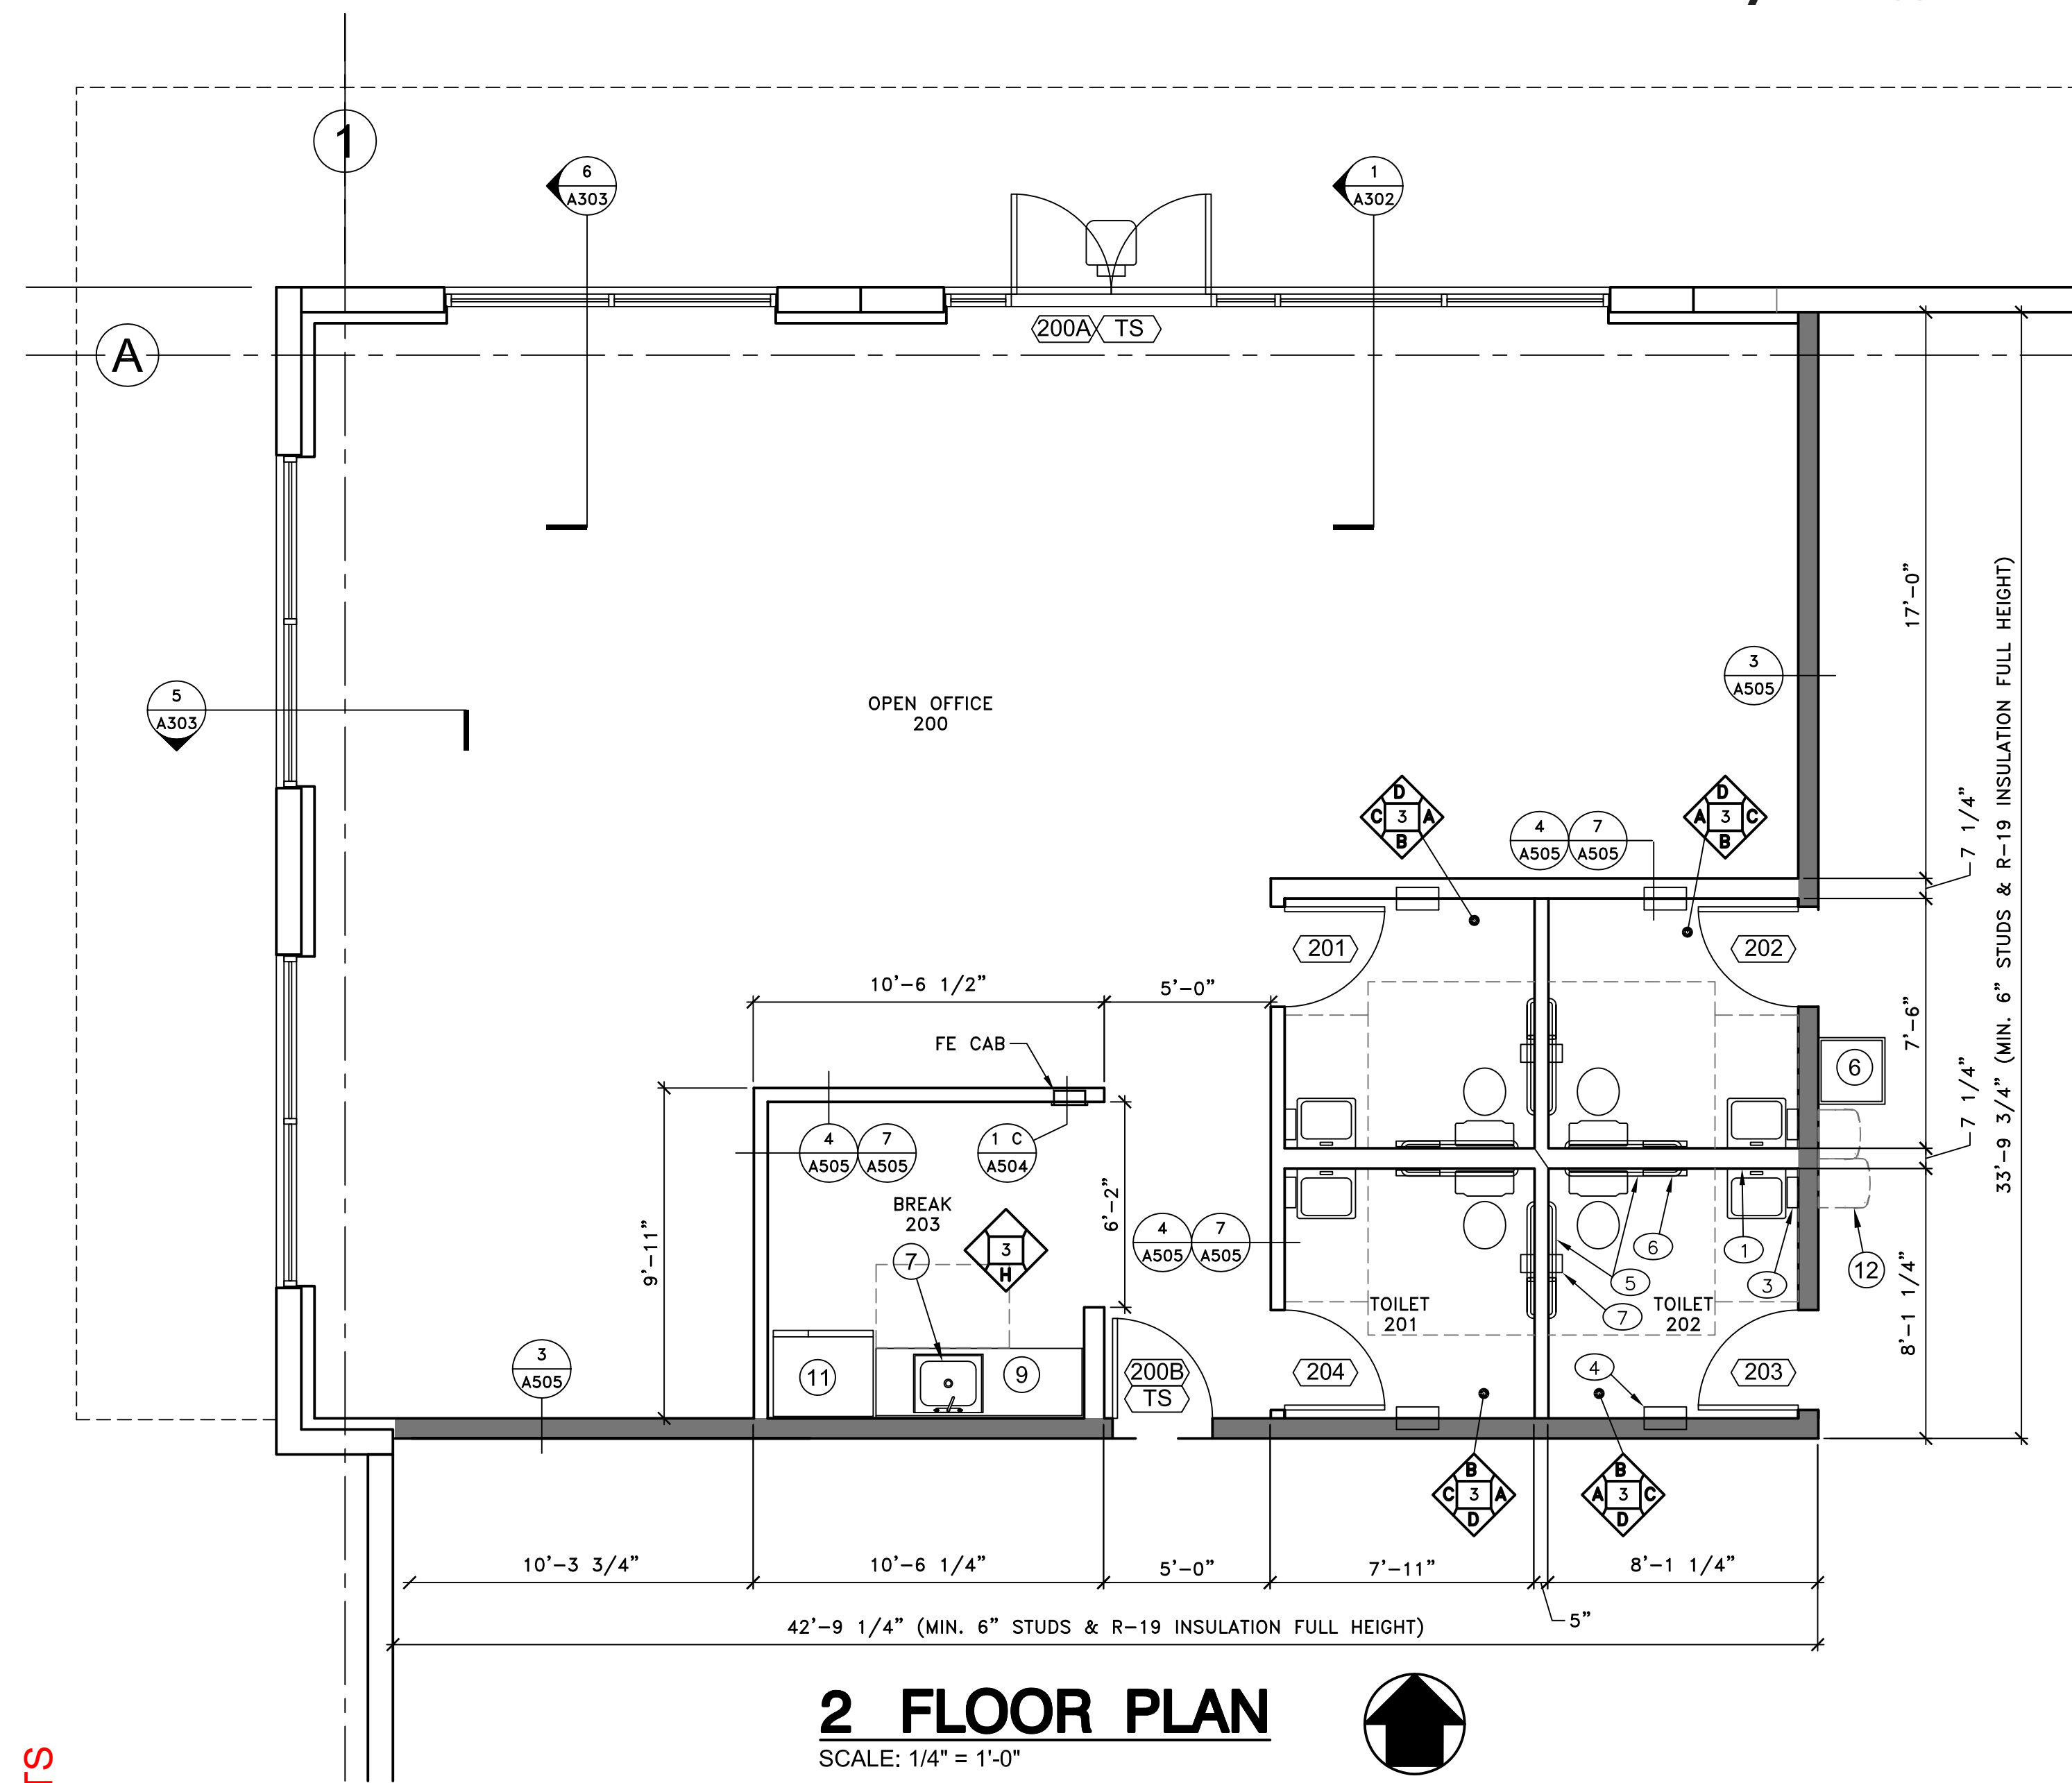 1
6
A303
1
A302
200A TS
A
OPEN OFFICE
200
5
A303
3
A505
17'-0"
33'-9 3/4" (MIN. 6" STUDS & R-19 INSULATION FULL HEIGHT)
7 1/4"
D
C 3 A
B
4 7
A505 A505
D
A 3 C
B
201
202
10'-6 1/2"
5'-0"
7'-6"
FE CAB
6
7 1/4"
4 7
A505 A505
1 C
A504
BREAK
203
6'-2"
9'-11"
4 7
A505 A505
3
H
7
6
1
5
3
12
7
TOILET
201
TOILET
202
8'-1 1/4"
3
A505
11
9
200B
TS
204
4
203
B
C 3 A
D
B
A 3 C
D
10'-3 3/4"
10'-6 1/4"
5'-0"
7'-11"
8'-1 1/4"
5"
42'-9 1/4" (MIN. 6" STUDS & R-19 INSULATION FULL HEIGHT)
2 FLOOR PLAN
SCALE: 1/4" = 1'-0"